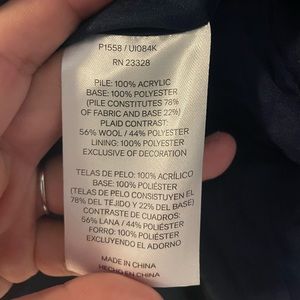 P1558 / UI084K
RN 23328
PILE: 100% ACRYLIC
BASE: 100% POLYESTER
(PILE CONSTITUTES 78%
OF FABRIC AND BASE 22%)
PLAID CONTRAST:
56% WOOL / 44% POLYESTER
LINING: 100% POLYESTER
EXCLUSIVE OF DECORATION
TELAS DE PELO: 100% ACRÍLICO
BASE: 100% POLIÉSTER
(TELAS DE PELO CONSTITUYEN EL
78% DEL TEJIDO Y 22% DEL BASE)
CONTRASTE DE CUADROS:
56% LANA / 44% POLIÉSTER
FORRO: 100% POLIÉSTER
EXCLUYENDO EL ADORNO
MADE IN CHINA
HECHO EN CHINA